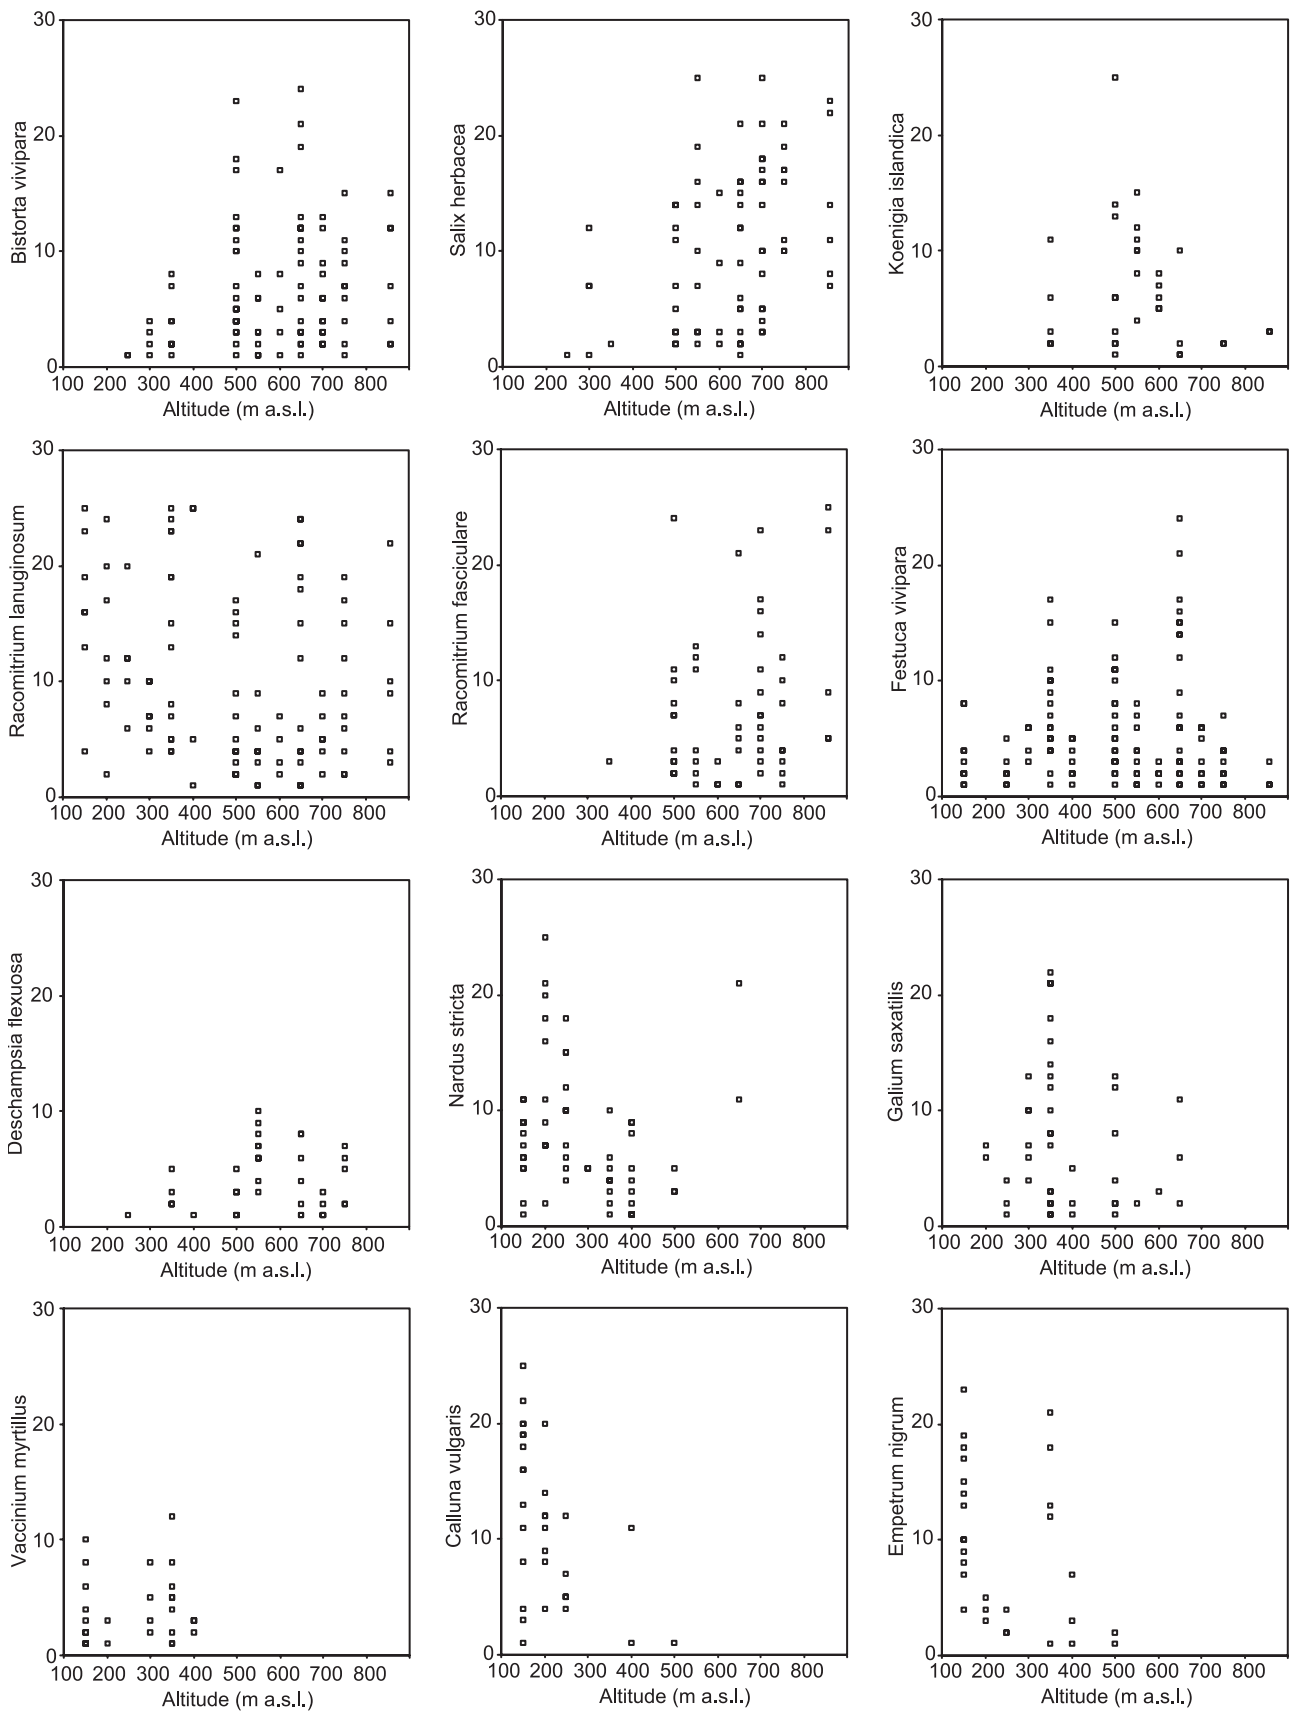 30
20
10
0
Bistorta vivipara
100 200 300 400 500 600 700 800
Altitude (m a.s.l.)
30
20
10
0
Salix herbacea
100 200 300 400 500 600 700 800
Altitude (m a.s.l.)
30
20
10
0
Koenigia islandica
100 200 300 400 500 600 700 800
Altitude (m a.s.l.)
30
20
10
0
Racomitrium lanuginosum
100 200 300 400 500 600 700 800
Altitude (m a.s.l.)
30
20
10
0
Racomitrium fasciculare
100 200 300 400 500 600 700 800
Altitude (m a.s.l.)
30
20
10
0
Festuca vivipara
100 200 300 400 500 600 700 800
Altitude (m a.s.l.)
30
20
10
0
Deschampsia flexuosa
100 200 300 400 500 600 700 800
Altitude (m a.s.l.)
30
20
10
0
Nardus stricta
100 200 300 400 500 600 700 800
Altitude (m a.s.l.)
30
20
10
0
Galium saxatilis
100 200 300 400 500 600 700 800
Altitude (m a.s.l.)
30
20
10
0
Vaccinium myrtillus
100 200 300 400 500 600 700 800
Altitude (m a.s.l.)
30
20
10
0
Calluna vulgaris
100 200 300 400 500 600 700 800
Altitude (m a.s.l.)
30
20
10
0
Empetrum nigrum
100 200 300 400 500 600 700 800
Altitude (m a.s.l.)